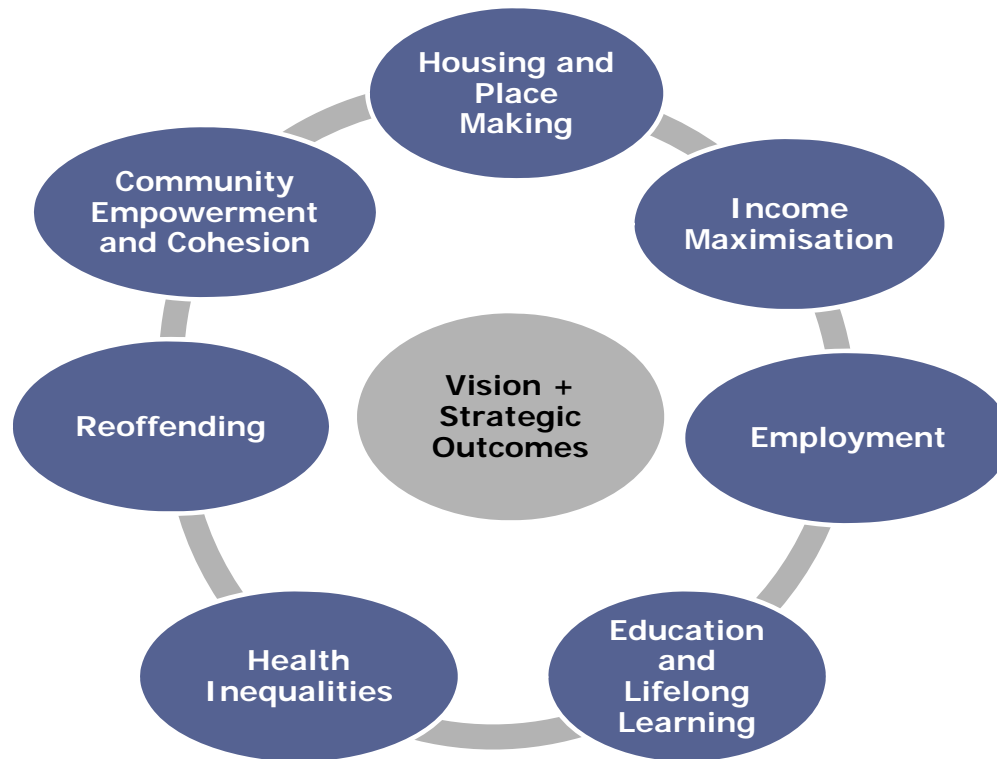 Housing and
Place
Making
Income
Maximisation
Employment
Education
and
Lifelong
Learning
Health
Inequalities
Reoffending
Community
Empowerment
and Cohesion
Vision +
Strategic
Outcomes